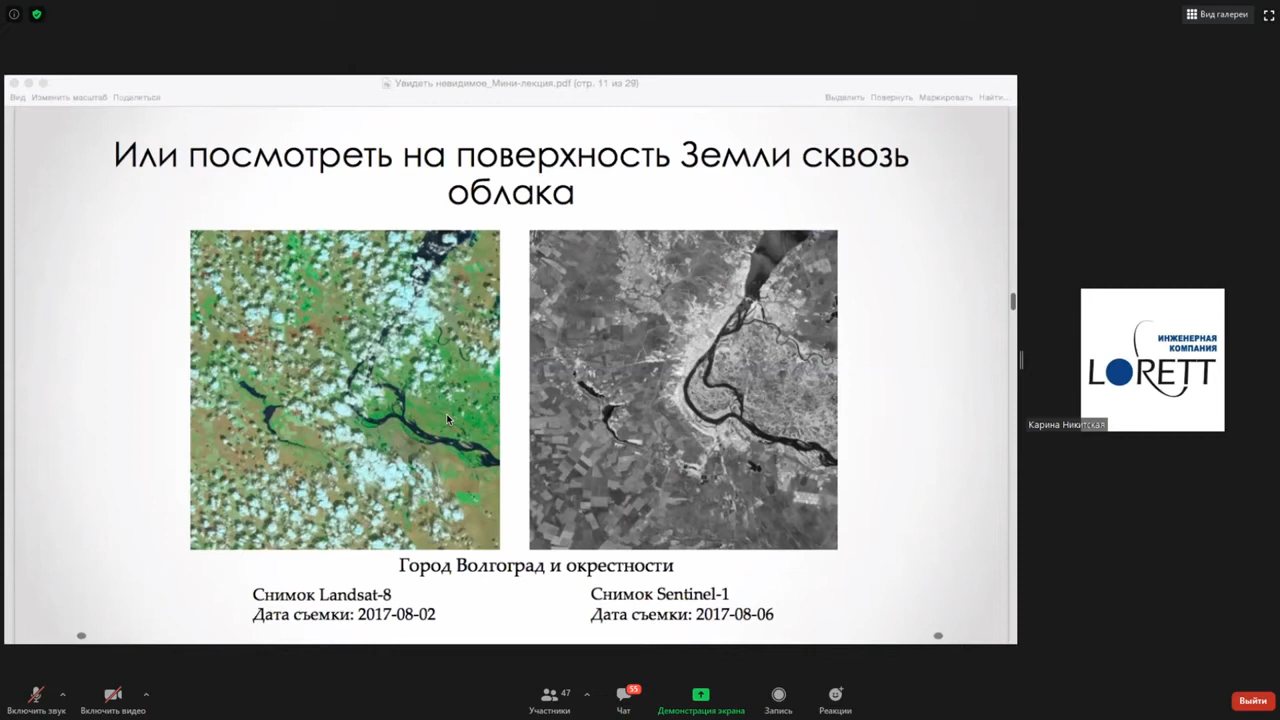 Вид галереи
Увидеть невидимое_Мини-лекция.pdf (стр. 11 из 29)
Вид Изменить масштаб Поделиться
Выделить Повернуть Маркировать Найти...
Или посмотреть на поверхность Земли сквозь
облака
Город Волгоград и окрестности
Снимок Landsat-8
Дата съемки: 2017-08-02
Снимок Sentinel-1
Дата съемки: 2017-08-06
ИНЖЕНЕРНАЯ
КОМПАНИЯ
LORETT
Карина Никитская
Включить звук
Включить видео
47
Участники
55
Чат
Демонстрация экрана
Запись
Реакции
Выйти